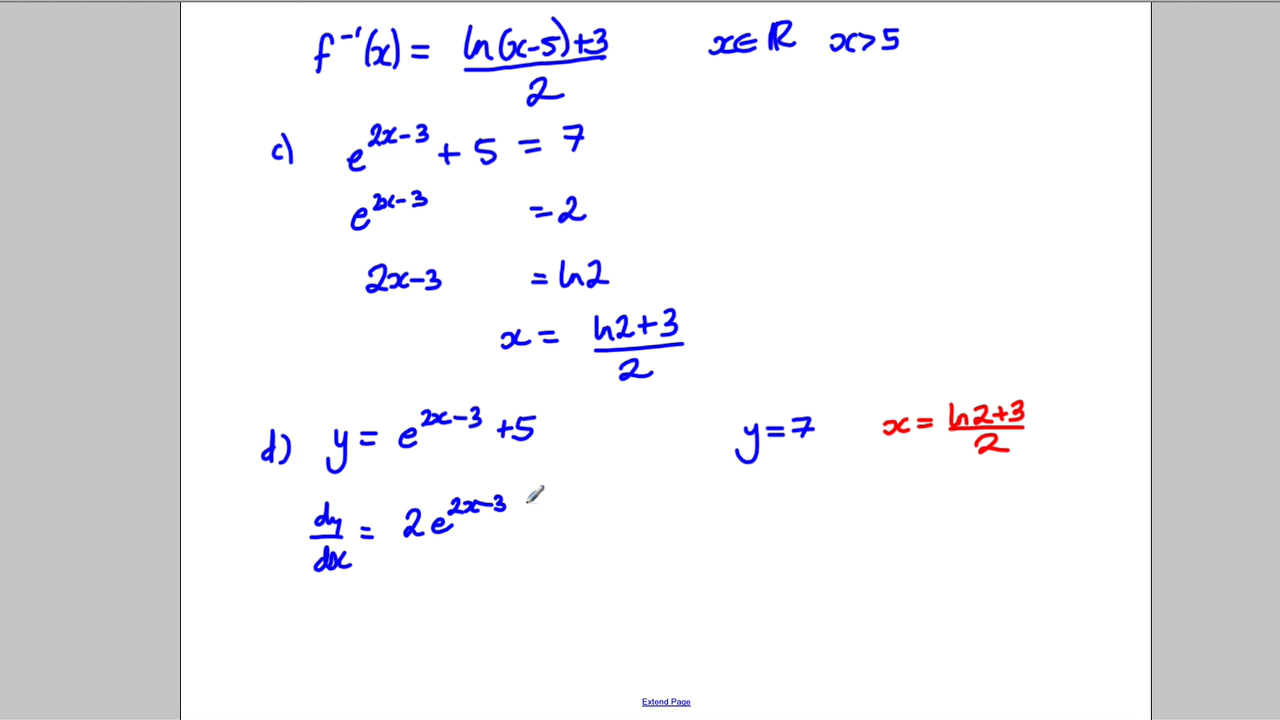 f⁻¹(x) = (ln(x-5)+3)/2 x∈ℝ x>5
c) e^(2x-3) + 5 = 7
e^(2x-3) = 2
2x-3 = ln2
x = (ln2+3)/2
d) y = e^(2x-3) +5 y=7 x = (ln2+3)/2
dy/dx = 2e^(2x-3)
Extend Page